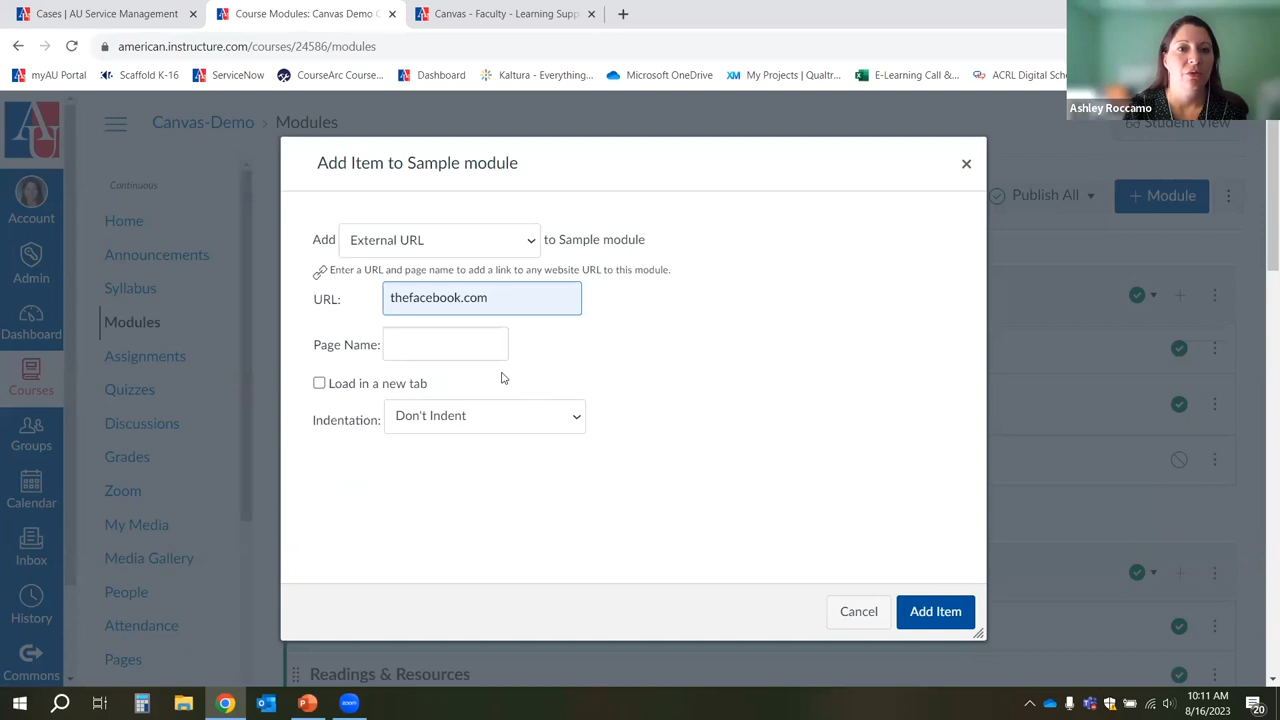 Cases | AU Service Management
Course Modules: Canvas Demo C
Canvas - Faculty - Learning Supp
american.instructure.com/courses/24586/modules
myAU Portal
Scaffold K-16
ServiceNow
CourseArc Course...
Dashboard
Kaltura - Everything...
Microsoft OneDrive
XM My Projects | Qualtr...
E-Learning Call &...
ACRL Digital Sch
Ashley Roccamo
AU
Canvas-Demo > Modules
Student View
Add Item to Sample module
Account
Admin
Dashboard
Courses
Groups
Calendar
Inbox
History
Commons
Continuous
Home
Announcements
Syllabus
Modules
Assignments
Quizzes
Discussions
Grades
Zoom
My Media
Media Gallery
People
Attendance
Pages
Publish All
+ Module
Add External URL to Sample module
Enter a URL and page name to add a link to any website URL to this module.
URL: thefacebook.com
Page Name:
Load in a new tab
Indentation: Don't Indent
Cancel
Add Item
Readings & Resources
zoom
10:11 AM
8/16/2023
20